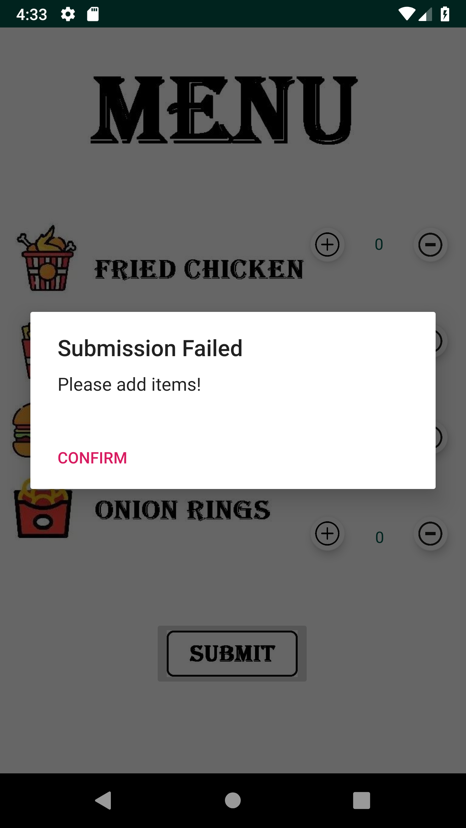 4:33
MENU
0
FRIED CHICKEN
Submission Failed
Please add items!
CONFIRM
ONION RINGS
0
SUBMIT